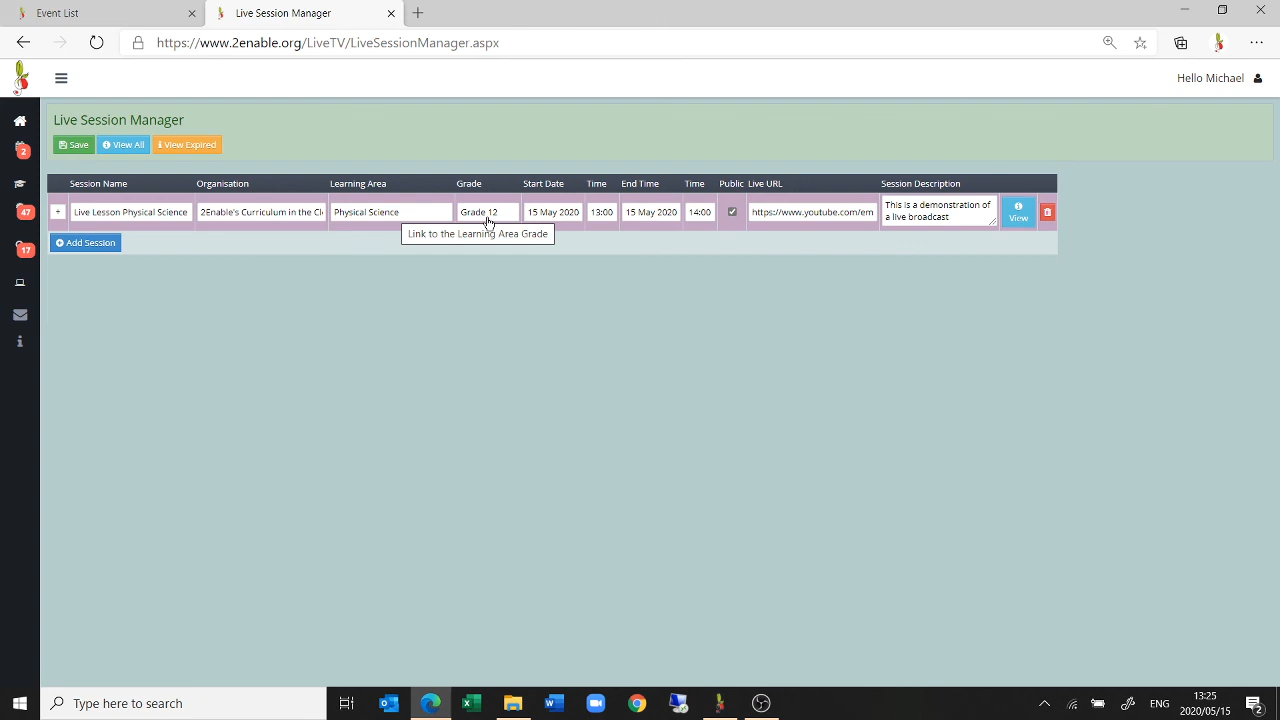 Event List
Live Session Manager
https://www.2enable.org/LiveTV/LiveSessionManager.aspx
Hello Michael
Live Session Manager
Save
View All
View Expired
Session Name
Organisation
Learning Area
Grade
Start Date
Time
End Time
Time
Public
Live URL
Session Description
+
Live Lesson Physical Science
2Enable's Curriculum in the Cl
Physical Science
Grade 12
15 May 2020
13:00
15 May 2020
14:00
https://www.youtube.com/em
This is a demonstration of
a live broadcast
View
Link to the Learning Area Grade
Add Session
2
47
17
Type here to search
ENG
13:25
2020/05/15
2